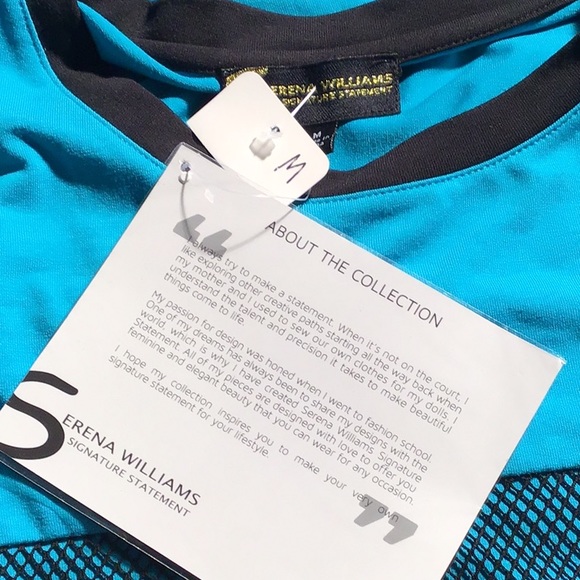 SERENA WILLIAMS
SIGNATURE STATEMENT
M
M
ABOUT THE COLLECTION
“
I always try to make a statement. When it's not on the court, I
like exploring other creative paths starting all the way back when
my mother and I used to sew our own clothes for my dolls. I
understand the talent and precision it takes to make beautiful
things come to life.
My passion for design was honed when I went to fashion school.
One of my dreams has always been to share my designs with the
world, which is why I have created Serena Williams Signature
Statement. All of my pieces are designed with love to offer you
feminine and elegant beauty that you can wear for any occasion.
I hope my collection inspires you to make your very own
signature statement for your lifestyle.
”
SERENA WILLIAMS
SIGNATURE STATEMENT